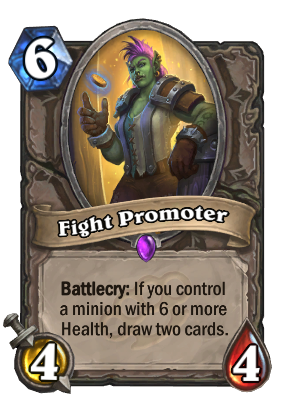 6
Fight Promoter
Battlecry: If you control
a minion with 6 or more
Health, draw two cards.
4
4